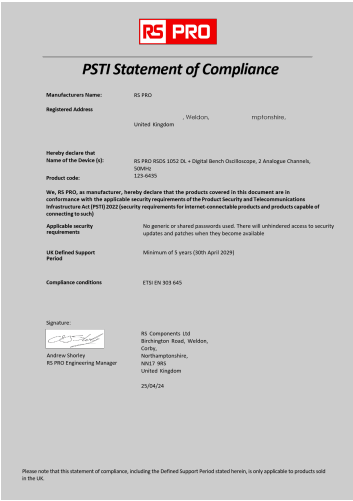 RS PRO
PSTI Statement of Compliance
Manufacturers Name: RS PRO
Registered Address
, Weldon, mptonshire,
United Kingdom
Hereby declare that
Name of the Device (s): RS PRO RSDS 1052 DL + Digital Bench Oscilloscope, 2 Analogue Channels,
50MHz
Product code: 123-6435
We, RS PRO, as manufacturer, hereby declare that the products covered in this document are in
conformance with the applicable security requirements of the Product Security and Telecommunications
Infrastructure Act (PSTI) 2022 (security requirements for internet-connectable products and products capable of
connecting to such)
Applicable security No generic or shared passwords used. There will unhindered access to security
requirements updates and patches when they become available
UK Defined Support Minimum of 5 years (30th April 2029)
Period
Compliance conditions ETSI EN 303 645
Signature:
RS Components Ltd
Birchington Road, Weldon,
Corby,
Andrew Shorley Northamptonshire,
RS PRO Engineering Manager NN17 9RS
United Kingdom
25/04/24
Please note that this statement of compliance, including the Defined Support Period stated herein, is only applicable to products sold
in the UK.